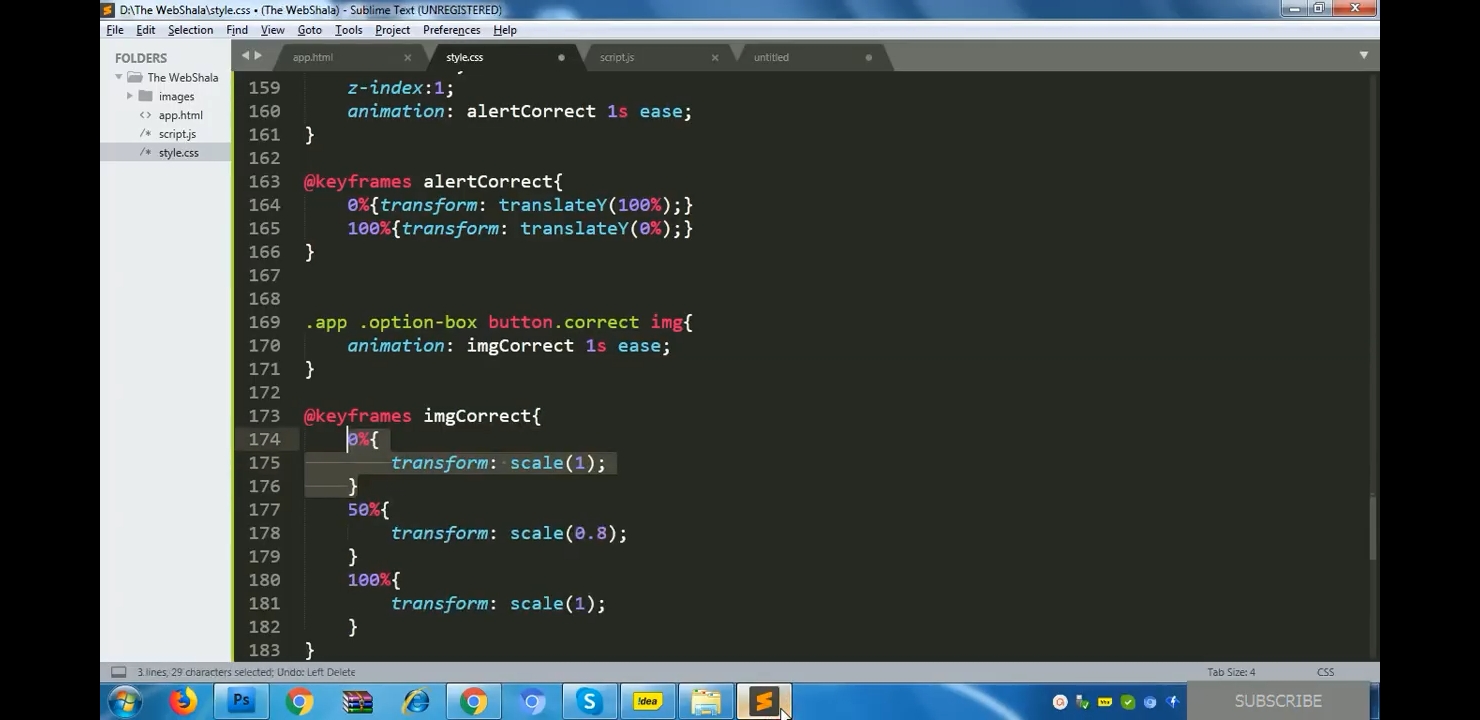 D:\The WebShala\style.css • (The WebShala) - Sublime Text (UNREGISTERED)
File Edit Selection Find View Goto Tools Project Preferences Help
FOLDERS
The WebShala
images
<> app.html
/* script.js
/* style.css
app.html style.css script.js untitled
159 z-index:1;
160 animation: alertCorrect 1s ease;
161 }
162
163 @keyframes alertCorrect{
164 0%{transform: translateY(100%);}
165 100%{transform: translateY(0%);}
166 }
167
168
169 .app .option-box button.correct img{
170 animation: imgCorrect 1s ease;
171 }
172
173 @keyframes imgCorrect{
174 0%{
175 transform: scale(1);
176 }
177 50%{
178 transform: scale(0.8);
179 }
180 100%{
181 transform: scale(1);
182 }
183 }
3 lines, 29 characters selected; Undo: Left Delete Tab Size: 4 CSS
Ps !dea SUBSCRIBE